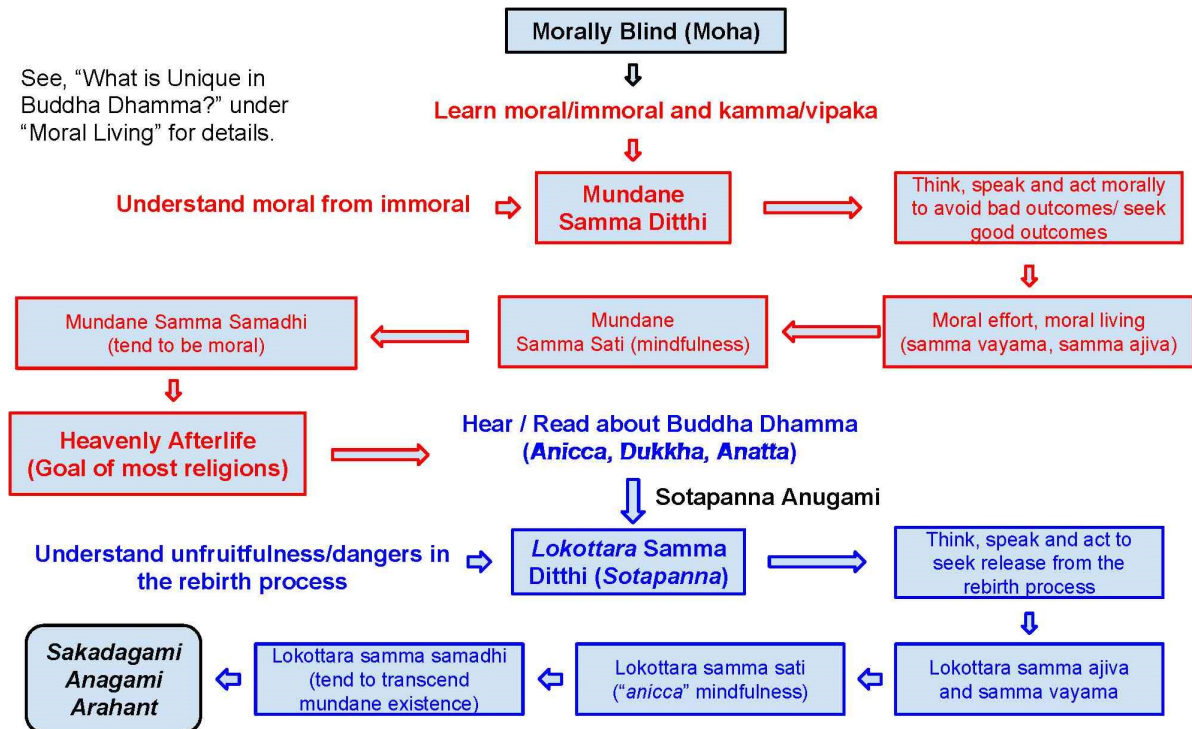 Morally Blind (Moha)
See, “What is Unique in
Buddha Dhamma?” under
“Moral Living” for details.
Learn moral/immoral and kamma/vipaka
Understand moral from immoral
Mundane
Samma Ditthi
Think, speak and act morally
to avoid bad outcomes/ seek
good outcomes
Moral effort, moral living
(samma vayama, samma ajiva)
Mundane
Samma Sati (mindfulness)
Mundane Samma Samadhi
(tend to be moral)
Heavenly Afterlife
(Goal of most religions)
Hear / Read about Buddha Dhamma
(Anicca, Dukkha, Anatta)
Sotapanna Anugami
Understand unfruitfulness/dangers in
the rebirth process
Lokottara Samma
Ditthi (Sotapanna)
Think, speak and act to
seek release from the
rebirth process
Lokottara samma ajiva
and samma vayama
Lokottara samma sati
(“anicca” mindfulness)
Lokottara samma samadhi
(tend to transcend
mundane existence)
Sakadagami
Anagami
Arahant